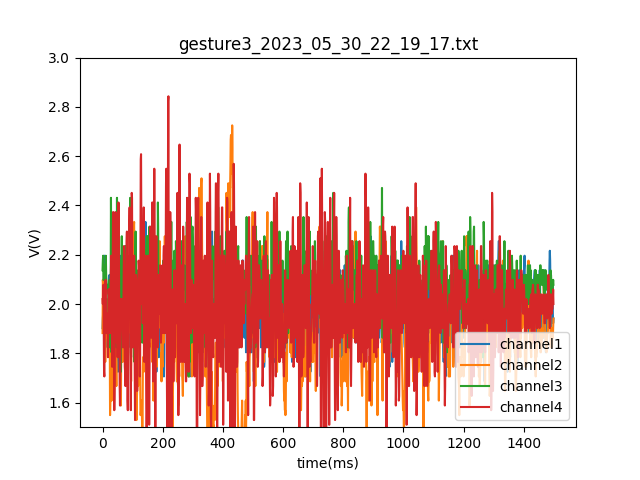 gesture3_2023_05_30_22_19_17.txt
3.0
2.8
2.6
2.4
2.2
2.0
1.8
1.6
V(V)
channel1
channel2
channel3
channel4
0 200 400 600 800 1000 1200 1400
time(ms)